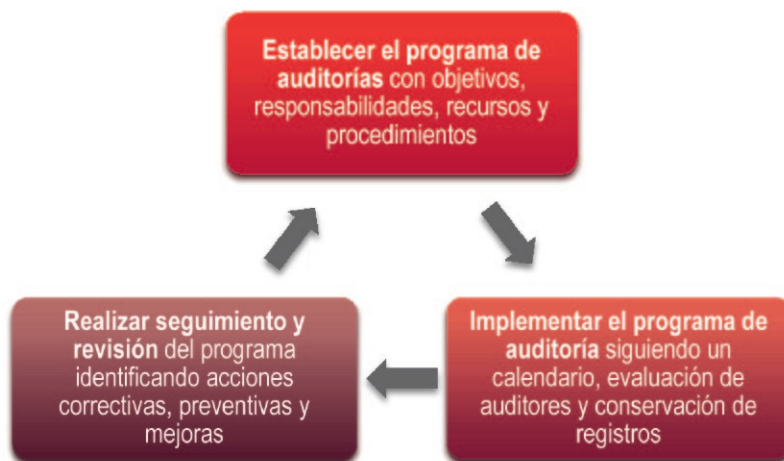 Establecer el programa de
auditorías con objetivos,
responsabilidades, recursos y
procedimientos
Implementar el programa de
auditoría siguiendo un
calendario, evaluación de
auditores y conservación de
registros
Realizar seguimiento y
revisión del programa
identificando acciones
correctivas, preventivas y
mejoras